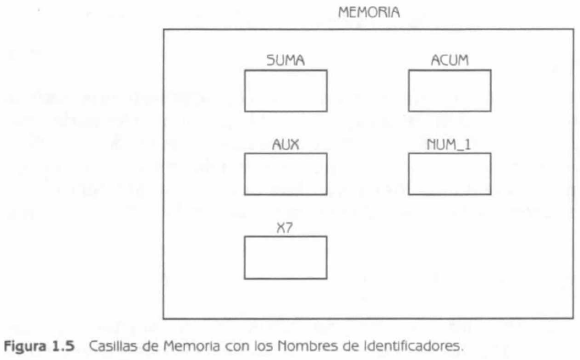 MEMORIA
SUMA ACUM
AUX NUM_1
X7
Figura 1.5 Casillas de Memoria con los Nombres de Identificadores.